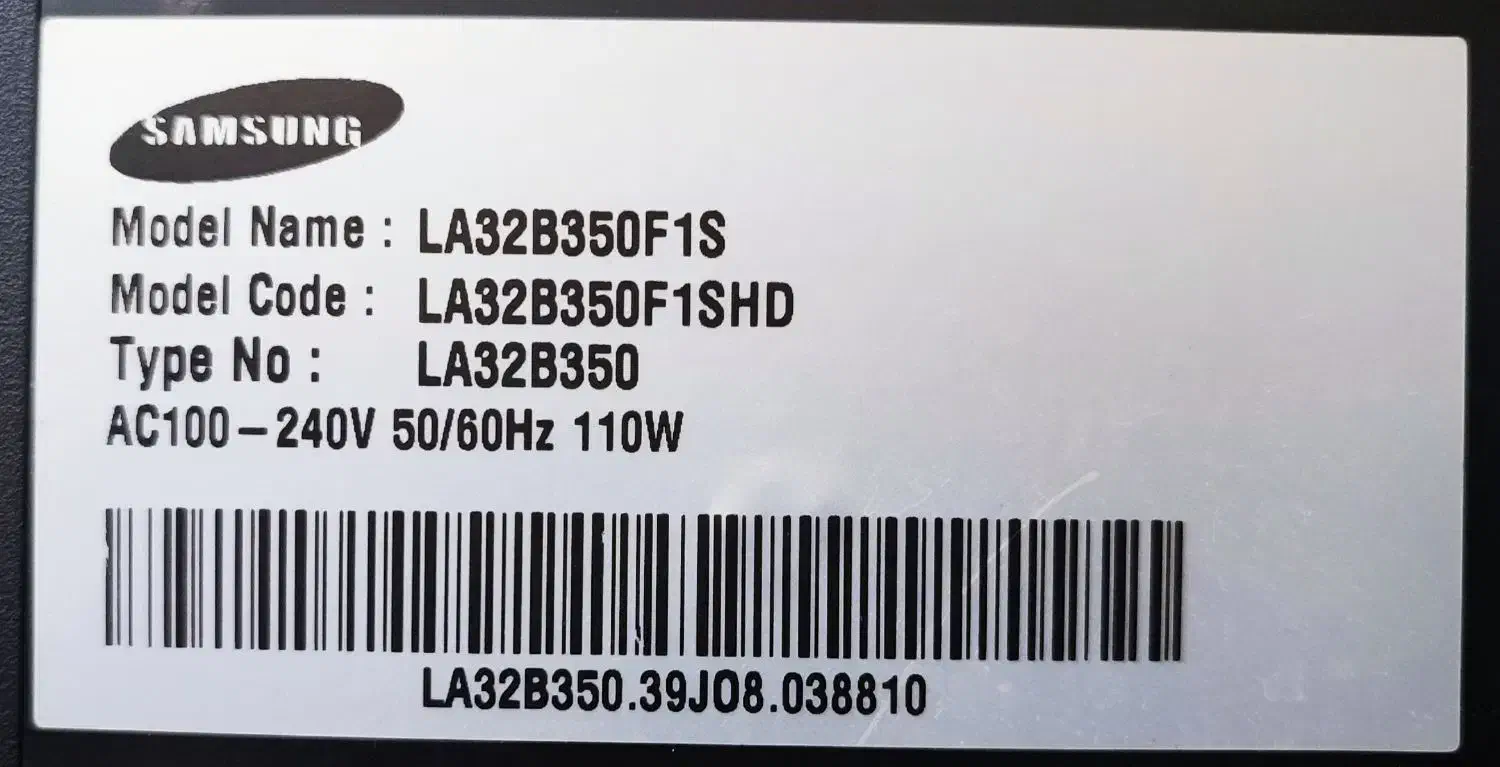 SAMSUNG
Model Name : LA32B350F1S
Model Code : LA32B350F1SHD
Type No : LA32B350
AC100-240V 50/60Hz 110W
LA32B350.39JO8.038810